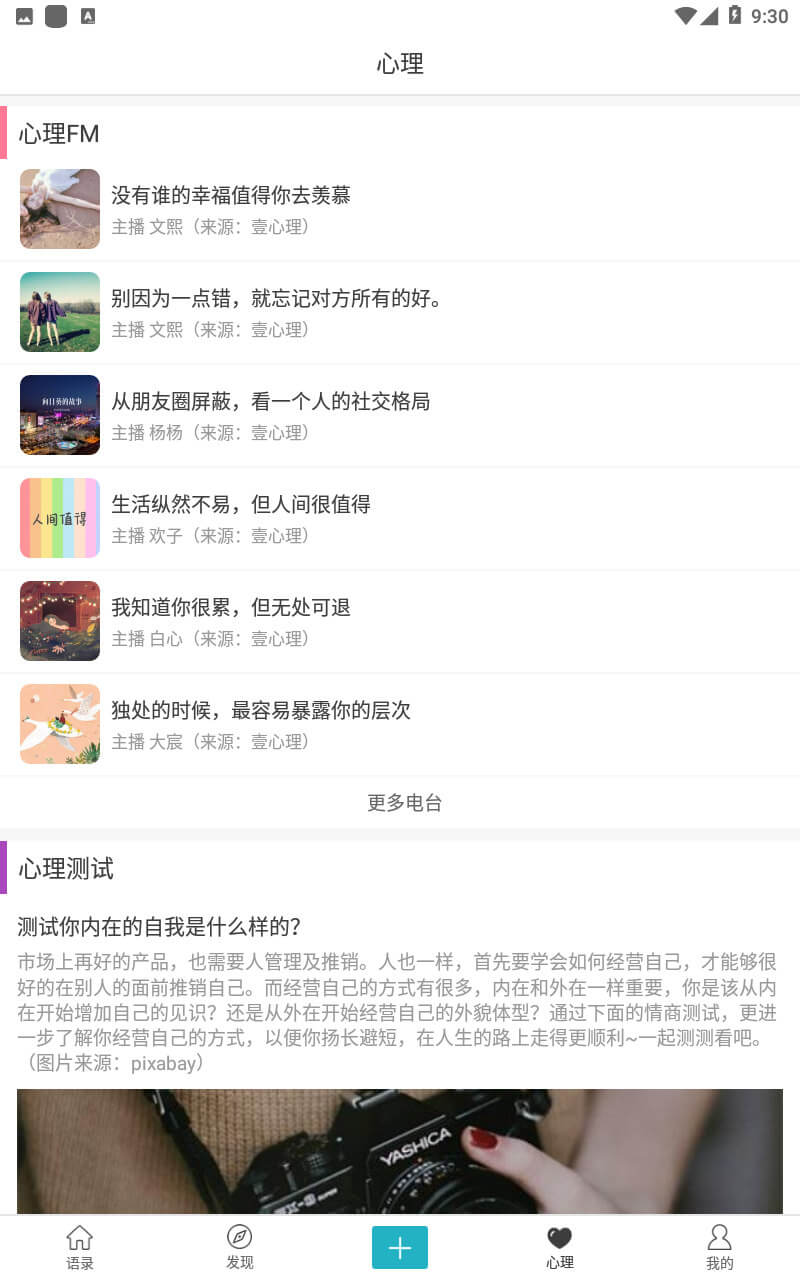 9:30
心理
心理FM
没有谁的幸福值得你去羡慕
主播 文熙（来源：壹心理）
别因为一点错，就忘记对方所有的好。
主播 文熙（来源：壹心理）
向日葵的故事
从朋友圈屏蔽，看一个人的社交格局
主播 杨杨（来源：壹心理）
人间值得
生活纵然不易，但人间很值得
主播 欢子（来源：壹心理）
我知道你很累，但无处可退
主播 白心（来源：壹心理）
独处的时候，最容易暴露你的层次
主播 大宸（来源：壹心理）
更多电台
心理测试
测试你内在的自我是什么样的？
市场上再好的产品，也需要人管理及推销。人也一样，首先要学会如何经营自己，才能够很
好的在别人的面前推销自己。而经营自己的方式有很多，内在和外在一样重要，你是该从内
在开始增加自己的见识？还是从外在开始经营自己的外貌体型？通过下面的情商测试，更进
一步了解你经营自己的方式，以便你扬长避短，在人生的路上走得更顺利~一起测测看吧。
（图片来源：pixabay）
YASHICA
语录
发现
心理
我的